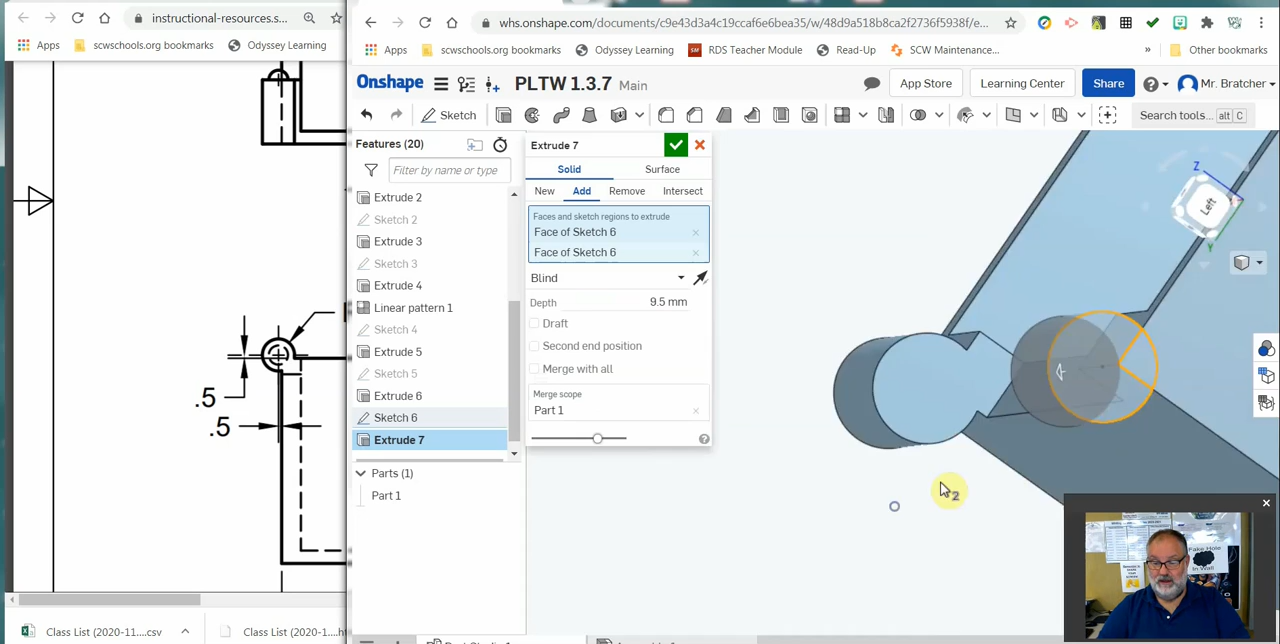 instructional-resources.s...
Apps
scwschools.org bookmarks
Odyssey Learning
.5
.5
Class List (2020-11....csv
Class List (2020-1....h
whs.onshape.com/documents/c9e43d3a4c19ccaf6e6bea35/w/48d9a518b8ca2f2736f5938f/e...
Apps
scwschools.org bookmarks
Odyssey Learning
RDS Teacher Module
Read-Up
SCW Maintenance...
»
Other bookmarks
Onshape
PLTW 1.3.7 Main
App Store
Learning Center
Share
Mr. Bratcher
Sketch
Search tools... alt C
Features (20)
Filter by name or type
Extrude 2
Sketch 2
Extrude 3
Sketch 3
Extrude 4
Linear pattern 1
Sketch 4
Extrude 5
Sketch 5
Extrude 6
Sketch 6
Extrude 7
Parts (1)
Part 1
Extrude 7
Solid
Surface
New
Add
Remove
Intersect
Faces and sketch regions to extrude
Face of Sketch 6
Face of Sketch 6
Blind
Depth 9.5 mm
Draft
Second end position
Merge with all
Merge scope
Part 1
Z
Left
Y
2
Fake Hole
In Wall